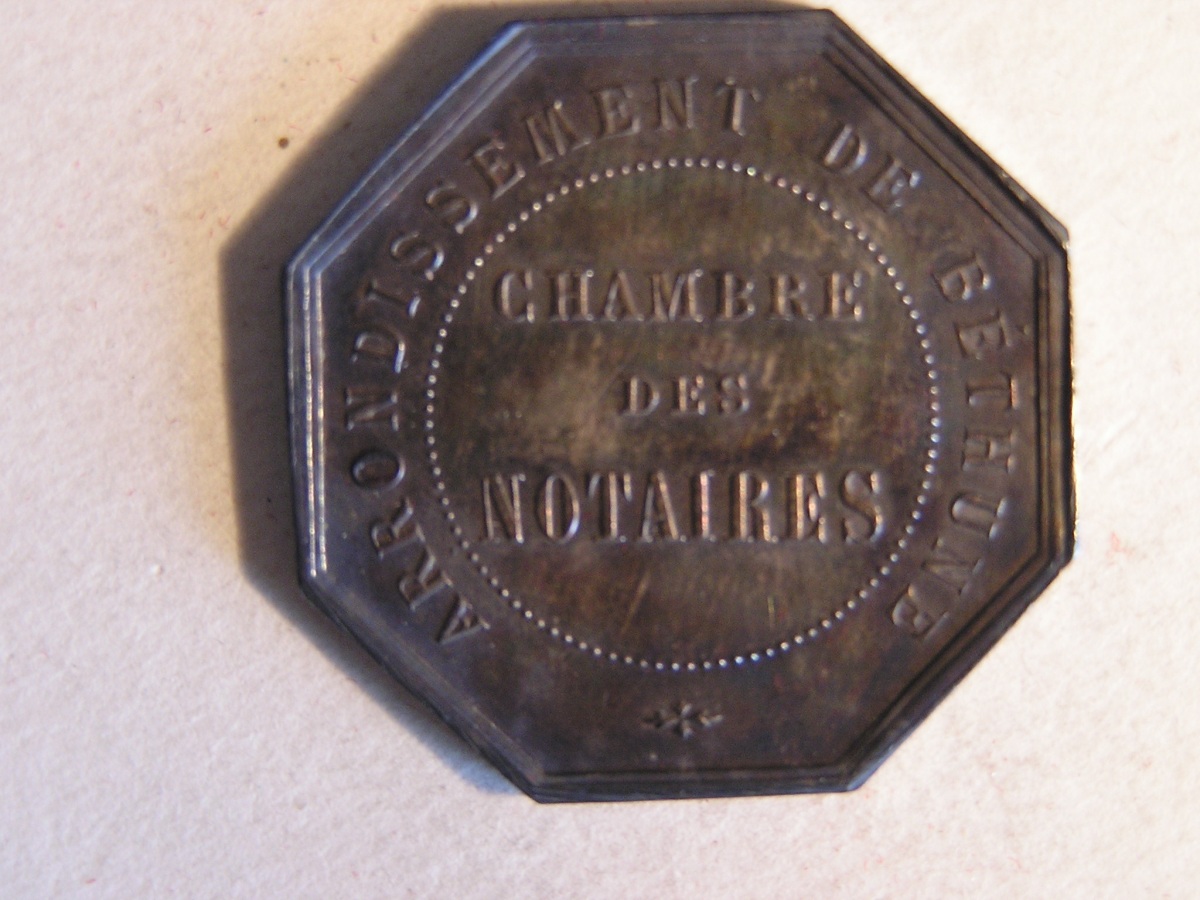 ARRONDISSEMENT DE BÉTHUNE
CHAMBRE
DES
NOTAIRES